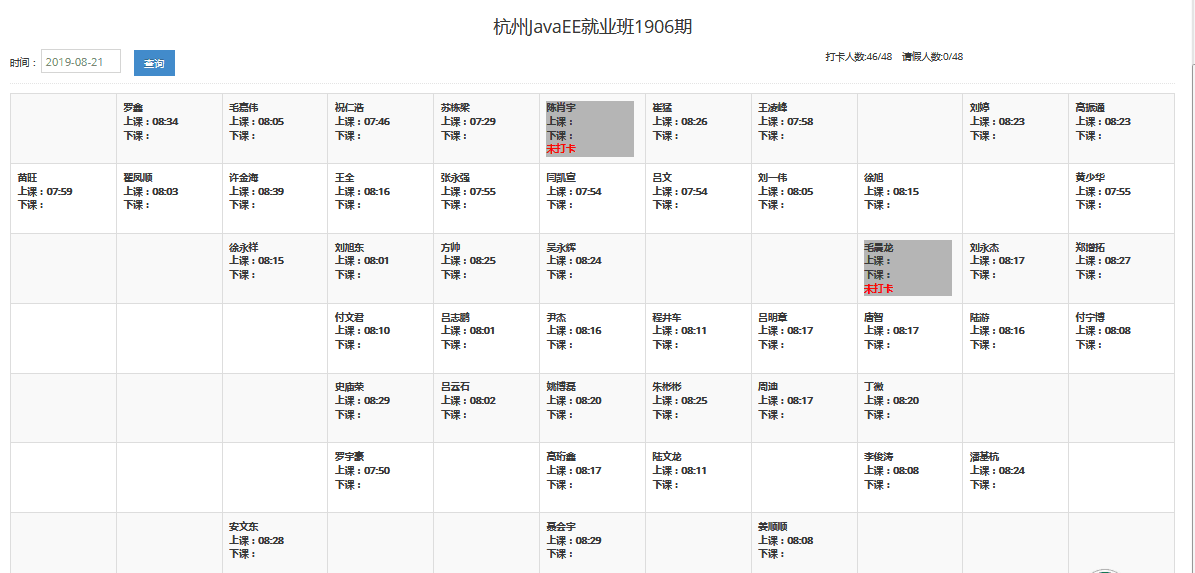 杭州JavaEE就业班1906期
时间： 2019-08-21 查询 打卡人数:46/48 请假人数:0/48
罗鑫 毛嘉伟 祝仁浩 苏栋梁 陈肖宇 崔猛 王凌峰 刘婷 高振通
上课：08:34 上课：08:05 上课：07:46 上课：07:29 上课： 上课：08:26 上课：07:58 上课：08:23 上课：08:23
下课： 下课： 下课： 下课： 下课： 下课： 下课： 下课： 下课：
未打卡
苗旺 翟凤顺 许金海 王全 张永强 闫凯宣 吕文 刘一伟 徐旭 黄少华
上课：07:59 上课：08:03 上课：08:39 上课：08:16 上课：07:55 上课：07:54 上课：07:54 上课：08:05 上课：08:15 上课：07:55
下课： 下课： 下课： 下课： 下课： 下课： 下课： 下课： 下课： 下课：
徐永样 刘旭东 方帅 吴永辉 毛晨龙 刘永杰 郑增拓
上课：08:15 上课：08:01 上课：08:25 上课：08:24 上课： 上课：08:17 上课：08:27
下课： 下课： 下课： 下课： 下课： 下课： 下课：
未打卡
付文君 吕志鹏 尹杰 程井车 吕明章 唐智 陆游 付宁博
上课：08:10 上课：08:01 上课：08:16 上课：08:11 上课：08:17 上课：08:17 上课：08:16 上课：08:08
下课： 下课： 下课： 下课： 下课： 下课： 下课： 下课：
史庙荣 吕云石 姚博磊 朱彬彬 周迪 丁微
上课：08:29 上课：08:02 上课：08:20 上课：08:25 上课：08:17 上课：08:20
下课： 下课： 下课： 下课： 下课： 下课：
罗宇豪 高珩鑫 陆文龙 李俊涛 潘基杭
上课：07:50 上课：08:17 上课：08:11 上课：08:08 上课：08:24
下课： 下课： 下课： 下课： 下课：
安文东 聂会宇 姜顺顺
上课：08:28 上课：08:29 上课：08:08
下课： 下课： 下课：